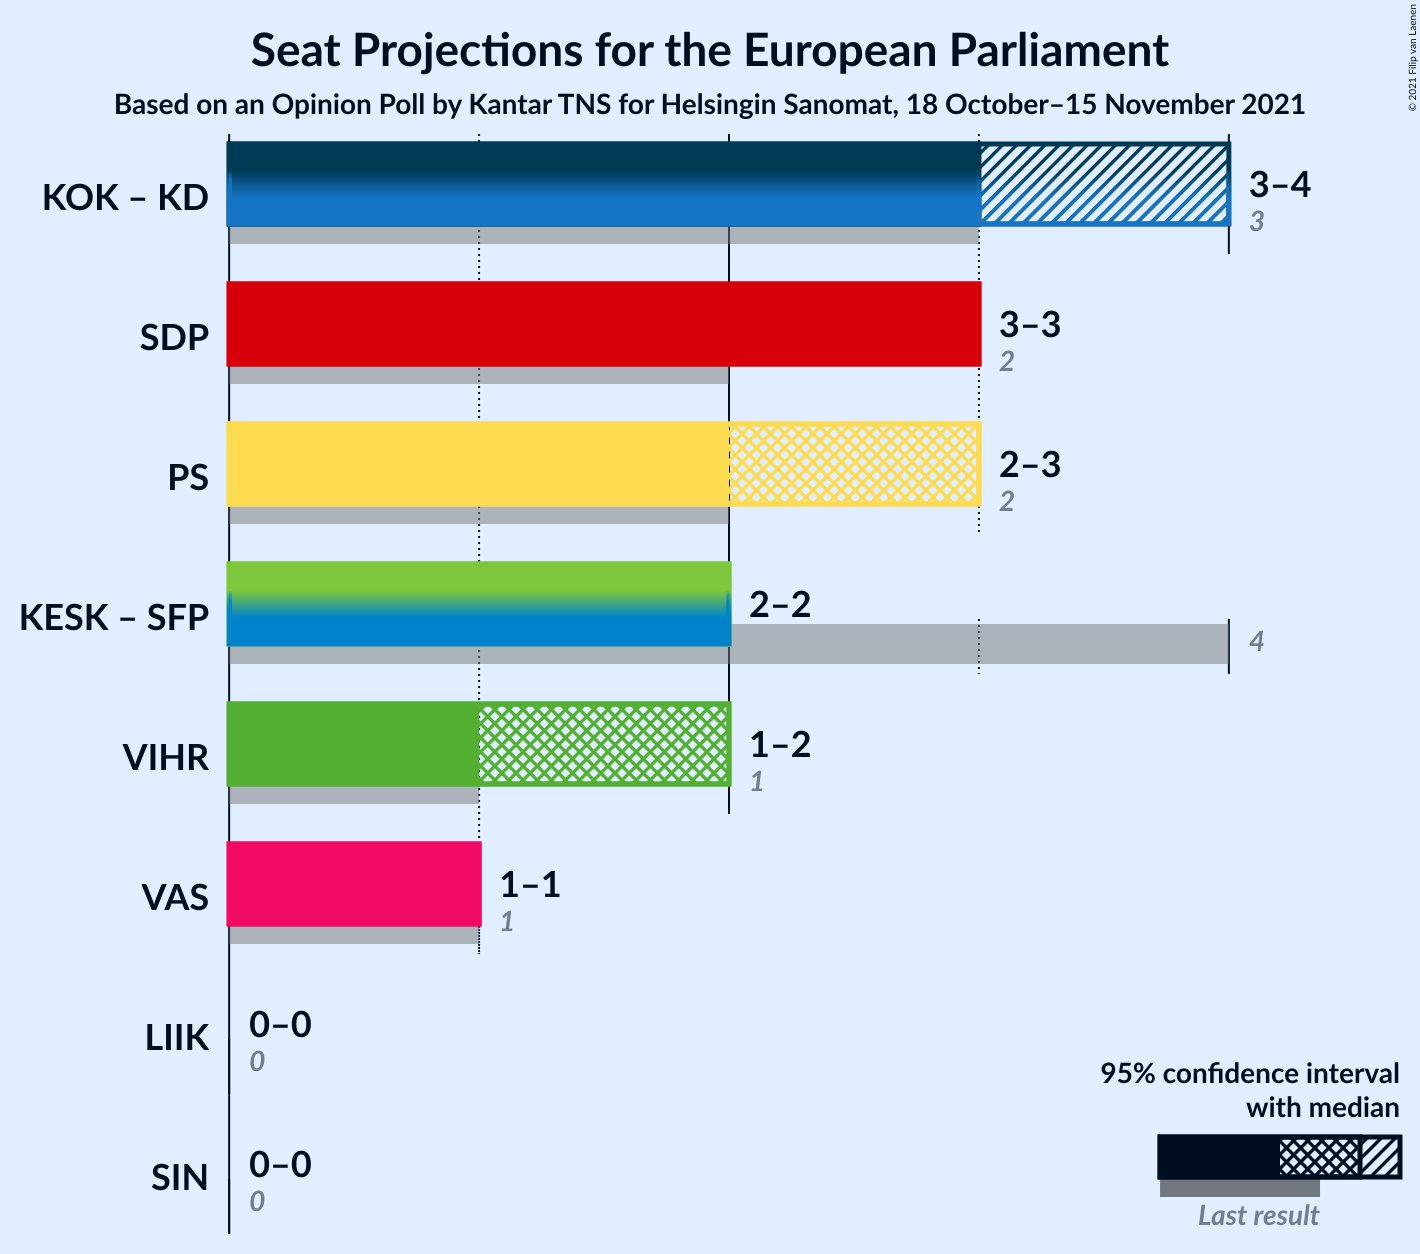 Seat Projections for the European Parliament
Based on an Opinion Poll by Kantar TNS for Helsingin Sanomat, 18 October–15 November 2021
© 2021 Filip van Laenen
KOK – KD
3–4
3
SDP
3–3
2
PS
2–3
2
KESK – SFP
2–2
4
VIHR
1–2
1
VAS
1–1
1
LIIK
0–0
0
SIN
0–0
0
95% confidence interval
with median
Last result